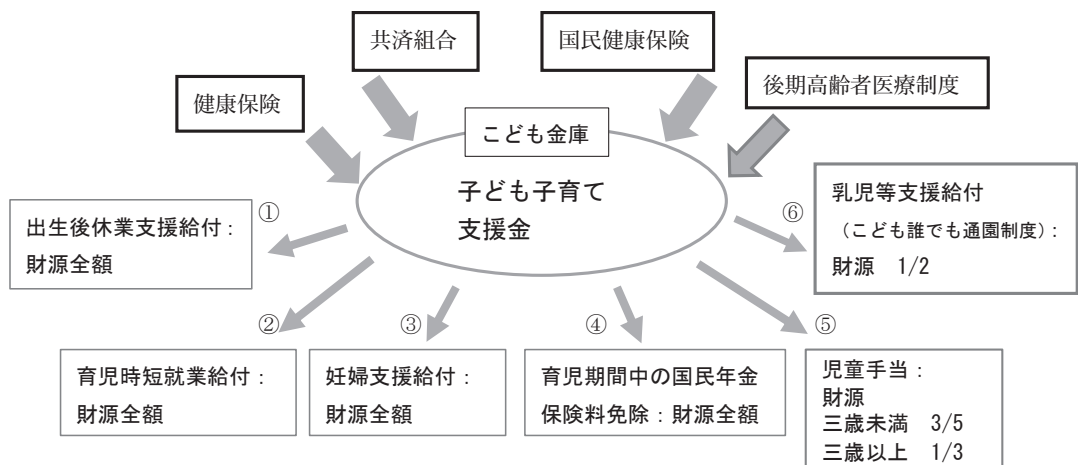 共済組合
国民健康保険
健康保険
後期高齢者医療制度
こども金庫
子ども子育て
支援金
①
出生後休業支援給付：
財源全額
⑥
乳児等支援給付
（こども誰でも通園制度）：
財源　1/2
②
育児時短就業給付：
財源全額
③
妊婦支援給付：
財源全額
④
育児期間中の国民年金
保険料免除：財源全額
⑤
児童手当：
財源
三歳未満　3/5
三歳以上　1/3